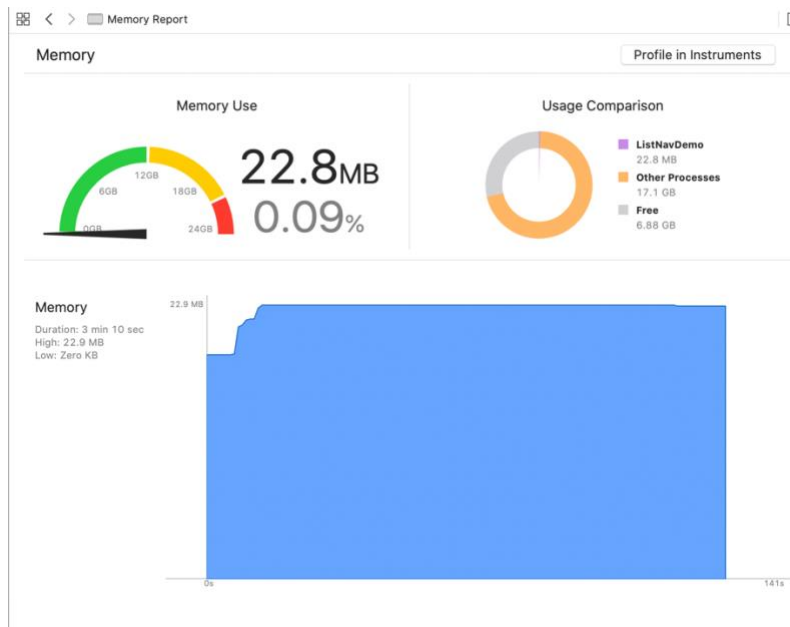 Memory Report
Memory
Profile in Instruments
Memory Use
Usage Comparison
0GB
6GB
12GB
18GB
24GB
22.8MB
0.09%
ListNavDemo
22.8 MB
Other Processes
17.1 GB
Free
6.88 GB
Memory
Duration: 3 min 10 sec
High: 22.9 MB
Low: Zero KB
22.9 MB
0s
141s